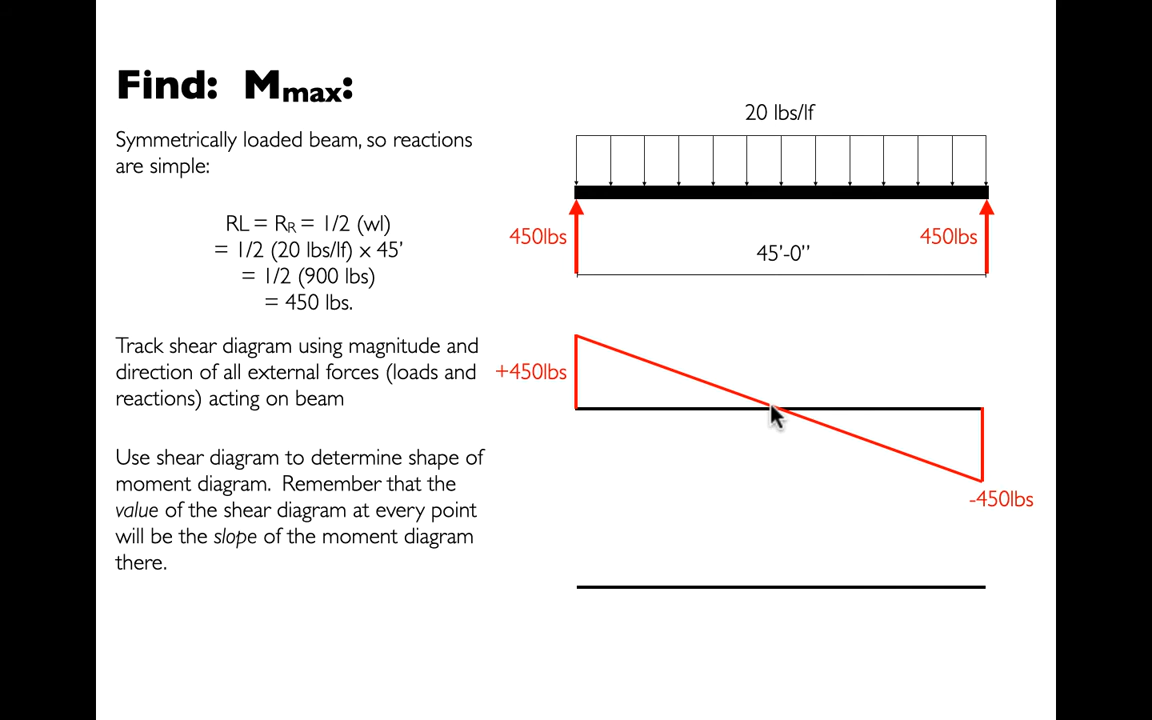 Find: Mmax:
Symmetrically loaded beam, so reactions
are simple:
RL = RR = 1/2 (wl)
= 1/2 (20 lbs/lf) x 45'
= 1/2 (900 lbs)
= 450 lbs.
Track shear diagram using magnitude and
direction of all external forces (loads and
reactions) acting on beam
Use shear diagram to determine shape of
moment diagram. Remember that the
value of the shear diagram at every point
will be the slope of the moment diagram
there.
20 lbs/lf
450lbs
450lbs
45'-0"
+450lbs
-450lbs